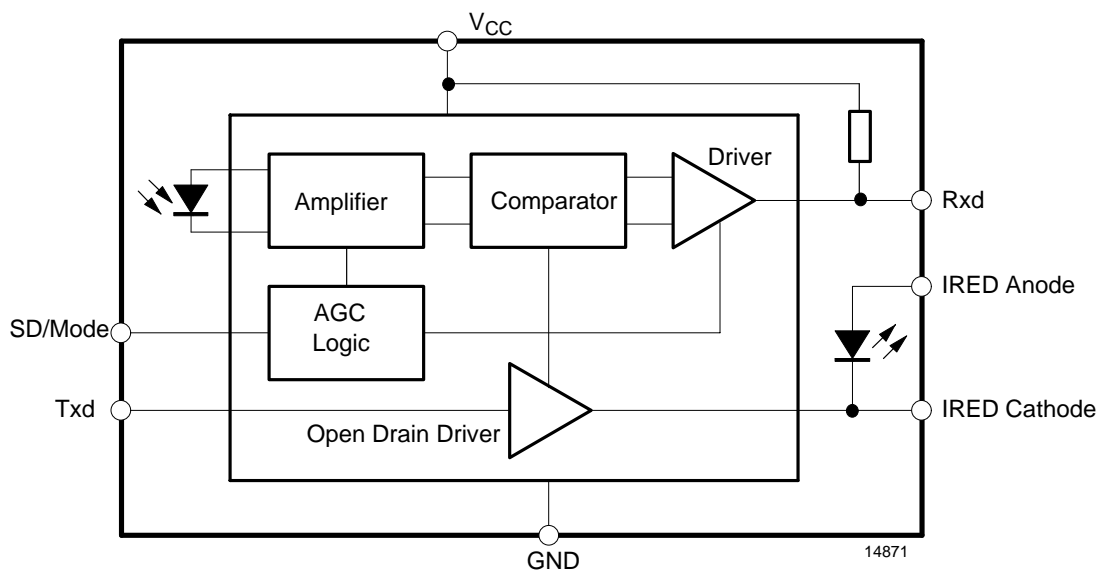 VCC
Driver
Amplifier
Comparator
Rxd
IRED Anode
AGC
Logic
SD/Mode
Txd
IRED Cathode
Open Drain Driver
GND
14871